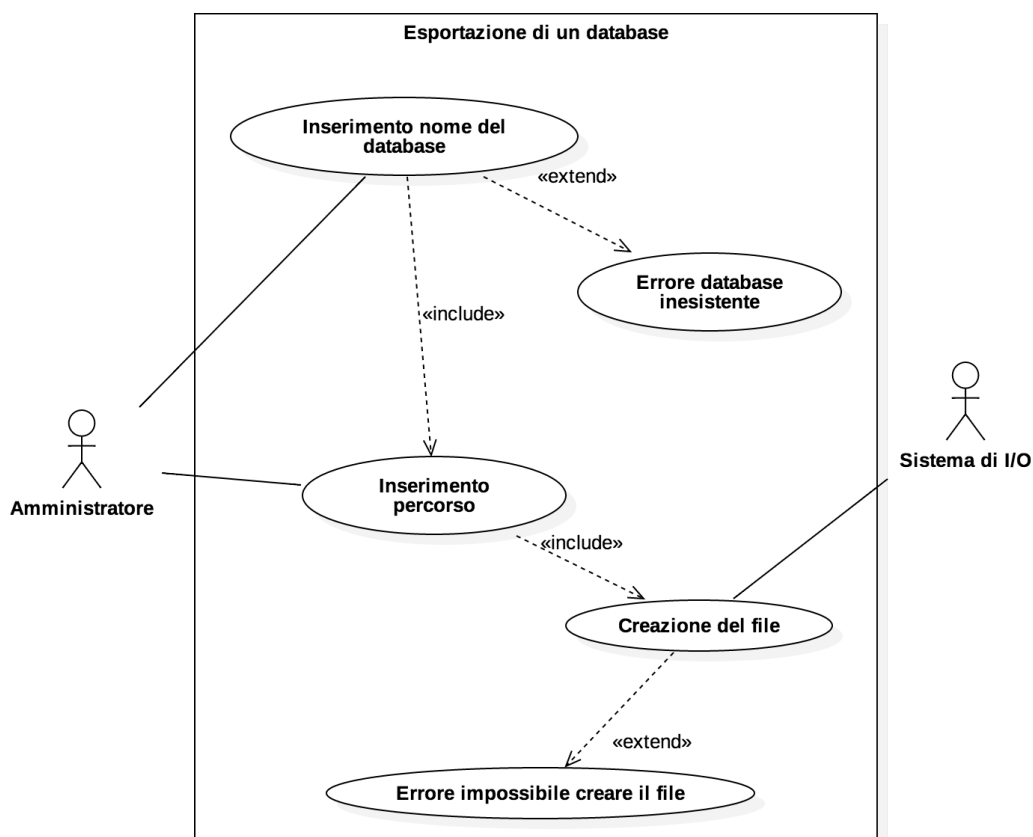 Esportazione di un database
Inserimento nome del
database
«extend»
Errore database
inesistente
«include»
Sistema di I/O
Inserimento
percorso
Amministratore
«include»
Creazione del file
«extend»
Errore impossibile creare il file